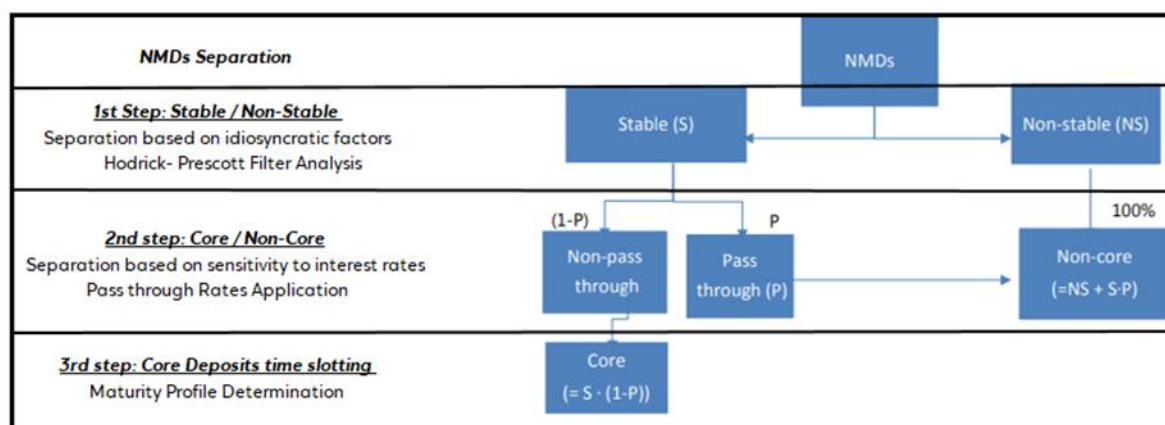 NMDs Separation
NMDs
1st Step: Stable / Non-Stable
Separation based on idiosyncratic factors
Hodrick- Prescott Filter Analysis
Stable (S)
Non-stable (NS)
2nd step: Core / Non-Core
Separation based on sensitivity to interest rates
Pass through Rates Application
(1-P)
P
100%
Non-pass
through
Pass
through (P)
Non-core
(=NS + S·P)
3rd step: Core Deposits time slotting
Maturity Profile Determination
Core
(= S · (1-P))